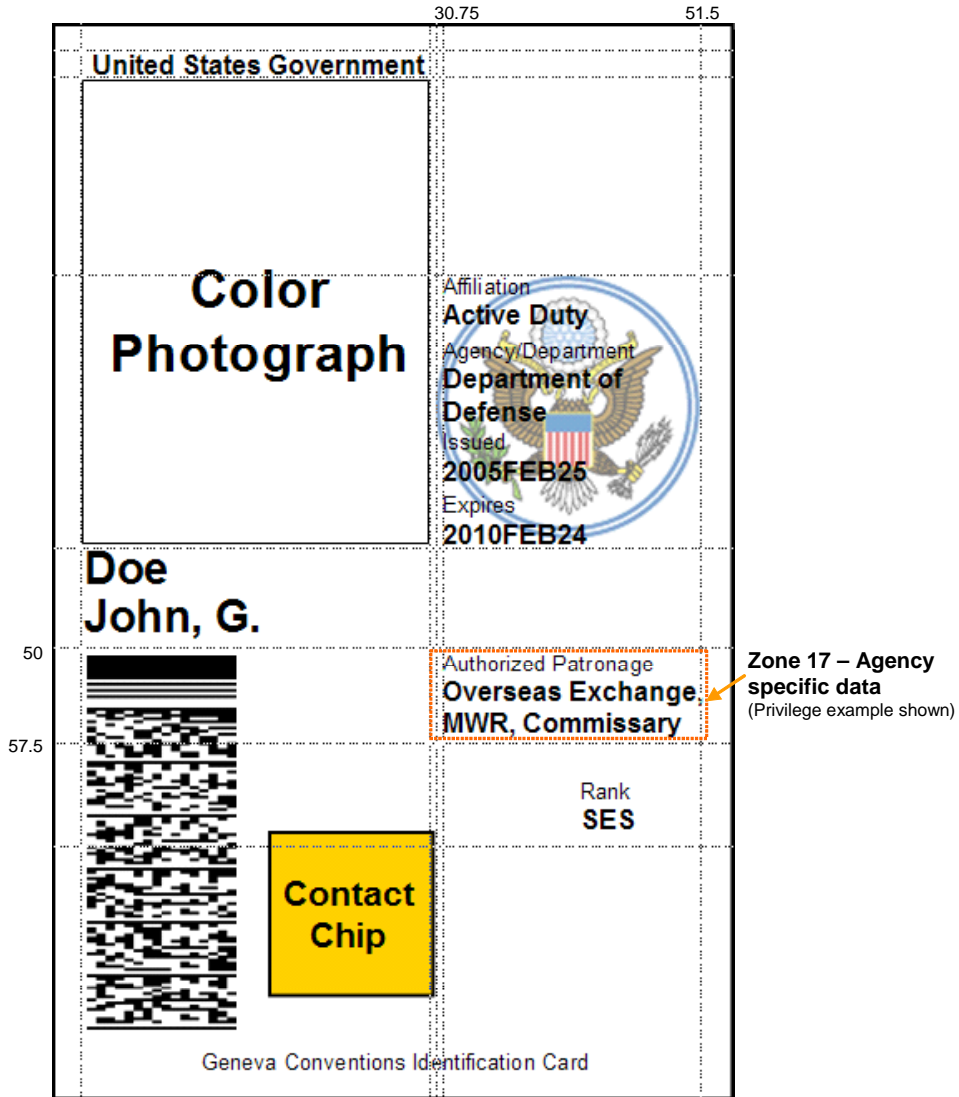 30.75 51.5
United States Government
Color
Photograph
Affiliation
Active Duty
Agency/Department
Department of
Defense
Issued
2005FEB25
Expires
2010FEB24
Doe
John, G.
50
Authorized Patronage
Overseas Exchange,
MWR, Commissary
Zone 17 – Agency
specific data
(Privilege example shown)
57.5
Rank
SES
Contact
Chip
Geneva Conventions Identification Card